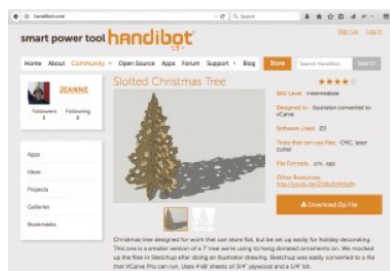 handibot.com
Search
smart power tool handibot
Sign Up Log In
Home About Community Open Source Apps Forum Support Blog Store Search Handibot Search
JEANNE
Followers Following
Slotted Christmas Tree
Skill Level: Intermediate
Designed In: Illustrator converted to
vCarve
Software Used: 2D
Tools that can use files: CNC, laser
cutter
File Formats: .crv, .eps
Other Resources:
Download Zip File
Apps
Ideas
Projects
Galleries
Bookmarks
Christmas tree designed for work that can store flat, but be set up easily for holiday decorating.
This one is a smaller version of a 7' tree we're using to hang donated ornaments on. We mocked
up the files in Sketchup after doing an Illustrator drawing. Sketchup was easily converted to a file
that VCarve Pro can run. Uses 4'x8' sheets of 3/4" plywood and a 1/4" bit.